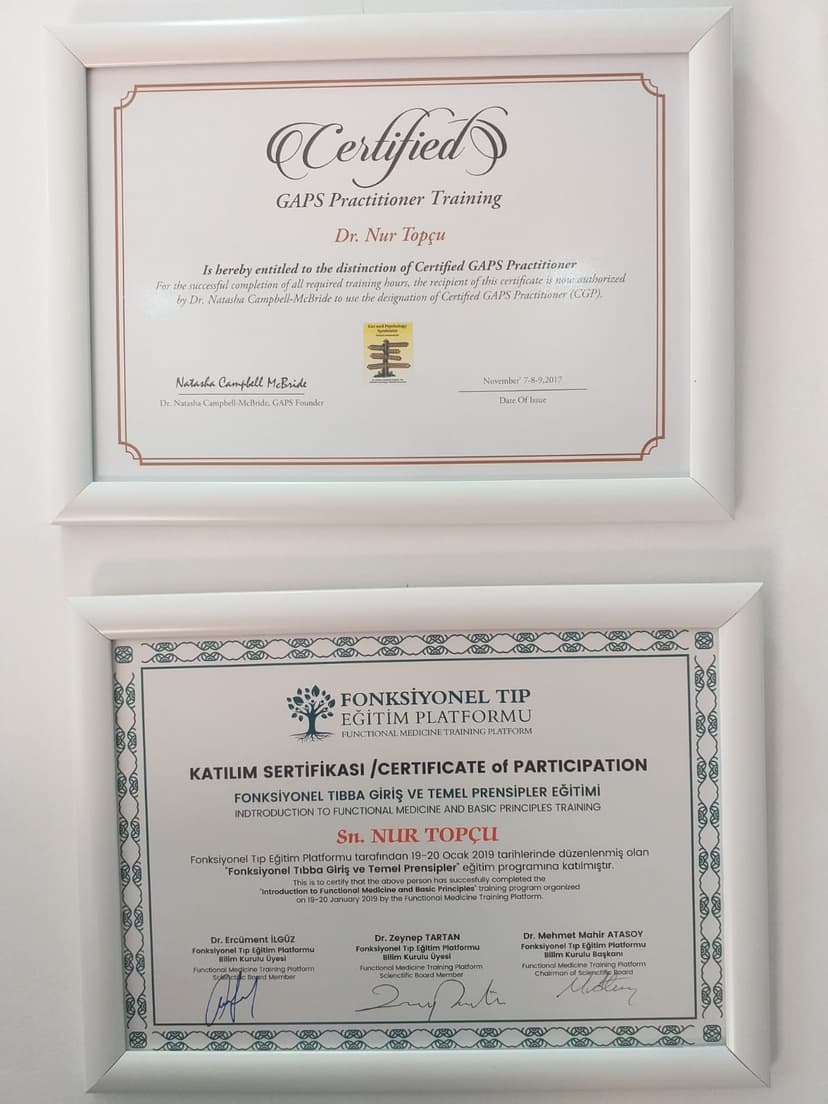 Certified
GAPS Practitioner Training
Dr. Nur Topçu
Is hereby entitled to the distinction of Certified GAPS Practitioner
For the successful completion of all required training hours, the recipient of this certificate is now authorized
by Dr. Natasha Campbell-McBride to use the designation of Certified GAPS Practitioner (CGP).
Gut and Psychology
Syndrome
Natasha Campbell McBride
November' 7-8-9,2017
Dr. Natasha Campbell-McBride, GAPS Founder
Date Of Issue
FONKSİYONEL TIP
EĞİTİM PLATFORMU
FUNCTIONAL MEDICINE TRAINING PLATFORM
KATILIM SERTİFİKASI /CERTIFICATE of PARTICIPATION
FONKSİYONEL TIBBA GİRİŞ VE TEMEL PRENSİPLER EĞİTİMİ
INDTRODUCTION TO FUNCTIONAL MEDICINE AND BASIC PRINCIPLES TRAINING
Sn. NUR TOPÇU
Fonksiyonel Tıp Eğitim Platformu tarafından 19-20 Ocak 2019 tarihlerinde düzenlenmiş olan
"Fonksiyonel Tıbba Giriş ve Temel Prensipler" eğitim programına katılmıştır.
This is to certify that the above person has succesfully completed the
"Introduction to Functional Medicine and Basic Principles" training program organized
on 19-20 January 2019 by the Functional Medicine Training Platform.
Dr. Ercüment İLGÜZ
Fonksiyonel Tıp Eğitim Platformu
Bilim Kurulu Üyesi
Functional Medicine Training Platform
Scientific Board Member
Dr. Zeynep TARTAN
Fonksiyonel Tıp Eğitim Platformu
Bilim Kurulu Üyesi
Functional Medicine Training Platform
Scientific Board Member
Dr. Mehmet Mahir ATASOY
Fonksiyonel Tıp Eğitim Platformu
Bilim Kurulu Başkanı
Functional Medicine Training Platform
Chairman of Scientific Board